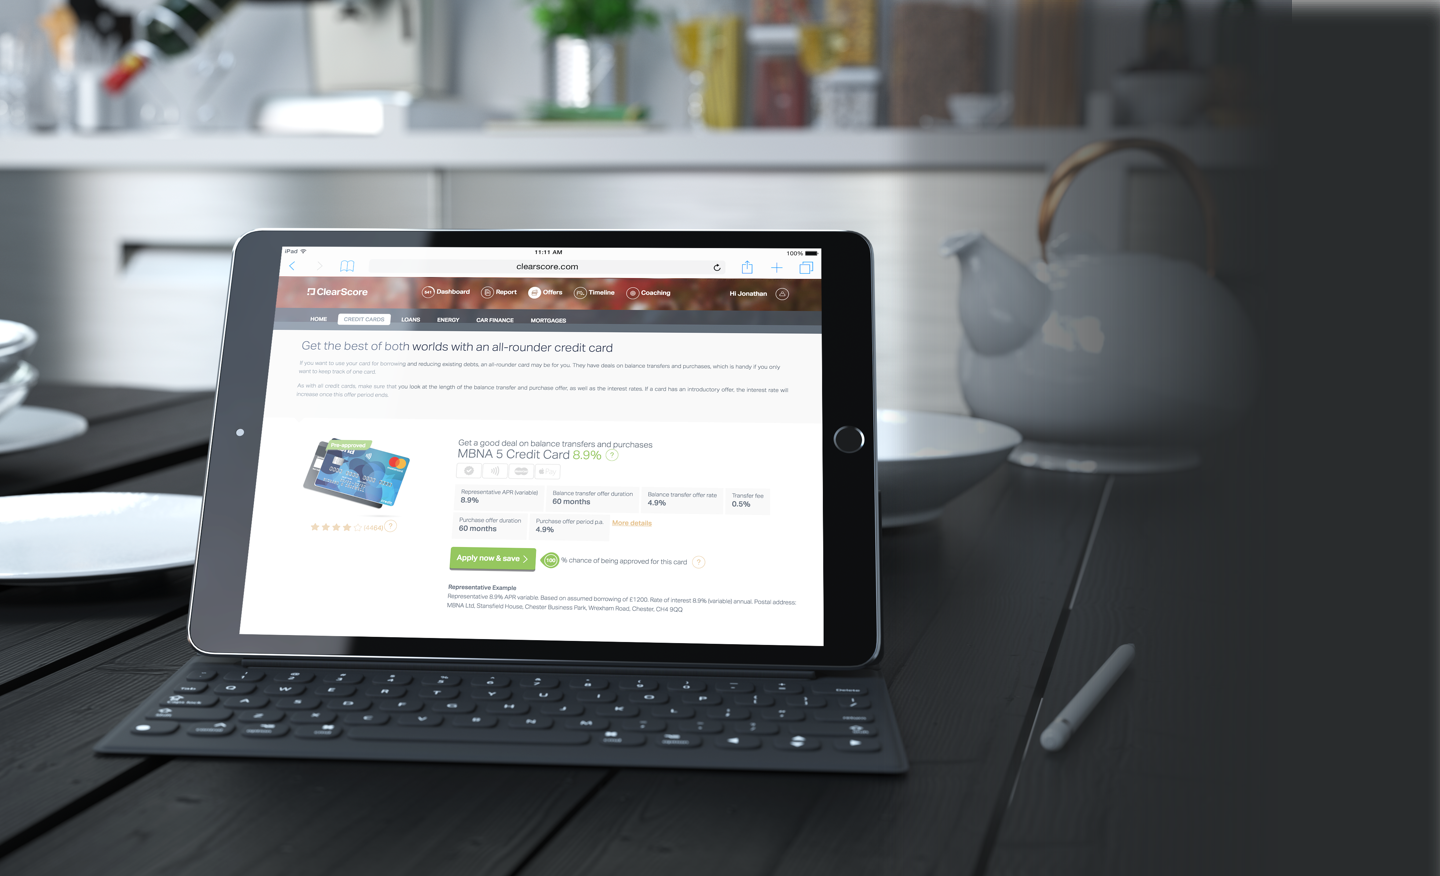 iPad
11:11 AM
100%
clearscore.com
ClearScore
541 Dashboard
Report
Offers
Timeline
Coaching
Hi Jonathan
HOME
CREDIT CARDS
LOANS
ENERGY
CAR FINANCE
MORTGAGES
Get the best of both worlds with an all-rounder credit card
If you want to use your card for borrowing and reducing existing debts, an all-rounder card may be for you. They have deals on balance transfers and purchases, which is handy if you only
want to keep track of one card.
As with all credit cards, make sure that you look at the length of the balance transfer and purchase offer, as well as the interest rates. If a card has an introductory offer, the interest rate will
increase once this offer period ends.
Pre-approved
Get a good deal on balance transfers and purchases
MBNA 5 Credit Card 8.9% ?
Pay
Representative APR (variable)
8.9%
Balance transfer offer duration
60 months
Balance transfer offer rate
4.9%
Transfer fee
0.5%
Purchase offer duration
60 months
Purchase offer period p.a.
4.9%
More details
?
Apply now & save
100 % chance of being approved for this card ?
Representative Example
Representative 8.9% APR variable. Based on assumed borrowing of £1200. Rate of interest 8.9% (variable) annual. Postal address:
MBNA Ltd, Stansfield House, Chester Business Park, Wrexham Road, Chester, CH4 9QQ
Delete
Tab Q W E R T Y U I O P
A S D F G H J K L return
Z X C V B N M